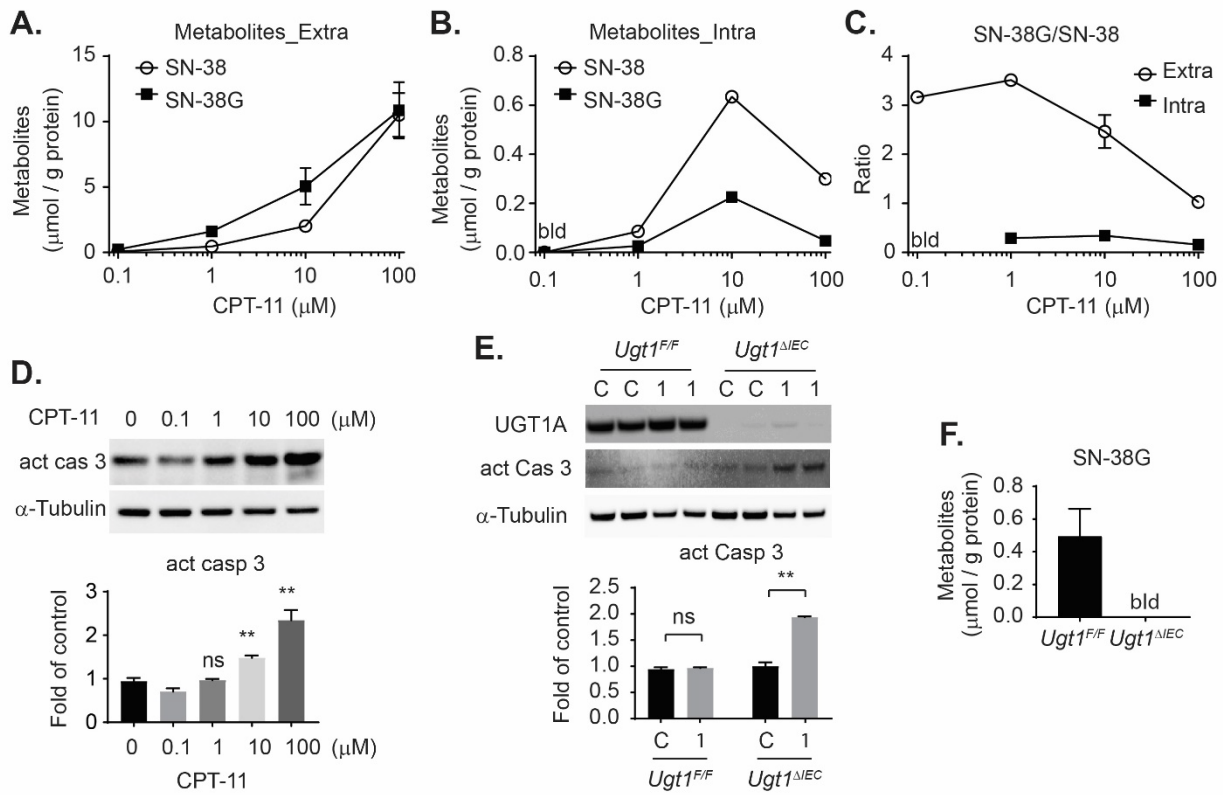 A.
Metabolites_Extra
SN-38
SN-38G
Metabolites
(μmol / g protein)
15
10
5
0
0.1 1 10 100
CPT-11 (μM)
B.
Metabolites_Intra
SN-38
SN-38G
Metabolites
(μmol / g protein)
0.8
0.6
0.4
0.2
0.0
bld
0.1 1 10 100
CPT-11 (μM)
C.
SN-38G/SN-38
Extra
Intra
Ratio
4
3
2
1
0
bld
0.1 1 10 100
CPT-11 (μM)
D.
CPT-11 0 0.1 1 10 100 (μM)
act cas 3
α-Tubulin
act casp 3
Fold of control
3
2
1
0
ns ** **
0 0.1 1 10 100 (μM)
CPT-11
E.
Ugt1F/F Ugt1ΔIEC
C C 1 1 C C 1 1
UGT1A
act Cas 3
α-Tubulin
act Casp 3
Fold of control
2.5
2.0
1.5
1.0
0.5
0.0
ns **
C 1 C 1
Ugt1F/F Ugt1ΔIEC
F.
SN-38G
Metabolites
(μmol / g protein)
0.8
0.6
0.4
0.2
0.0
bld
Ugt1F/F Ugt1ΔIEC